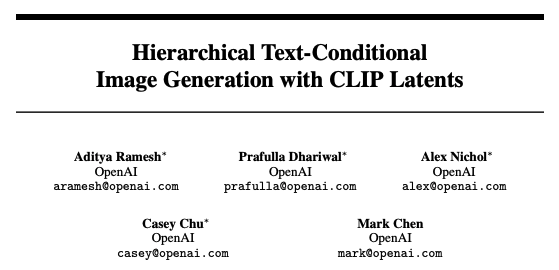 Hierarchical Text-Conditional
Image Generation with CLIP Latents
Aditya Ramesh* Prafulla Dhariwal* Alex Nichol*
OpenAI OpenAI OpenAI
aramesh@openai.com prafulla@openai.com alex@openai.com
Casey Chu* Mark Chen
OpenAI OpenAI
casey@openai.com mark@openai.com